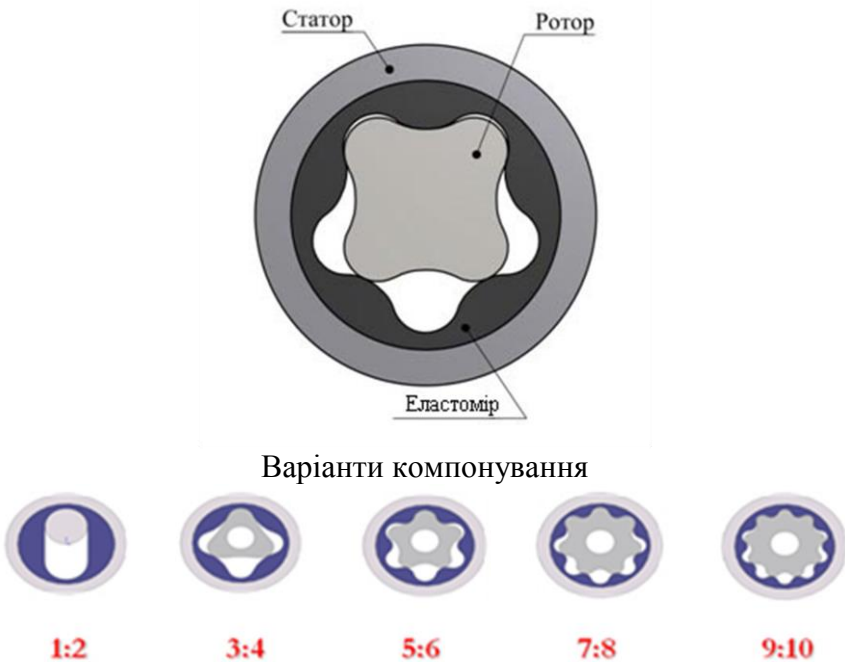 Статор
Ротор
Еластомір
Варіанти компонування
1:2
3:4
5:6
7:8
9:10